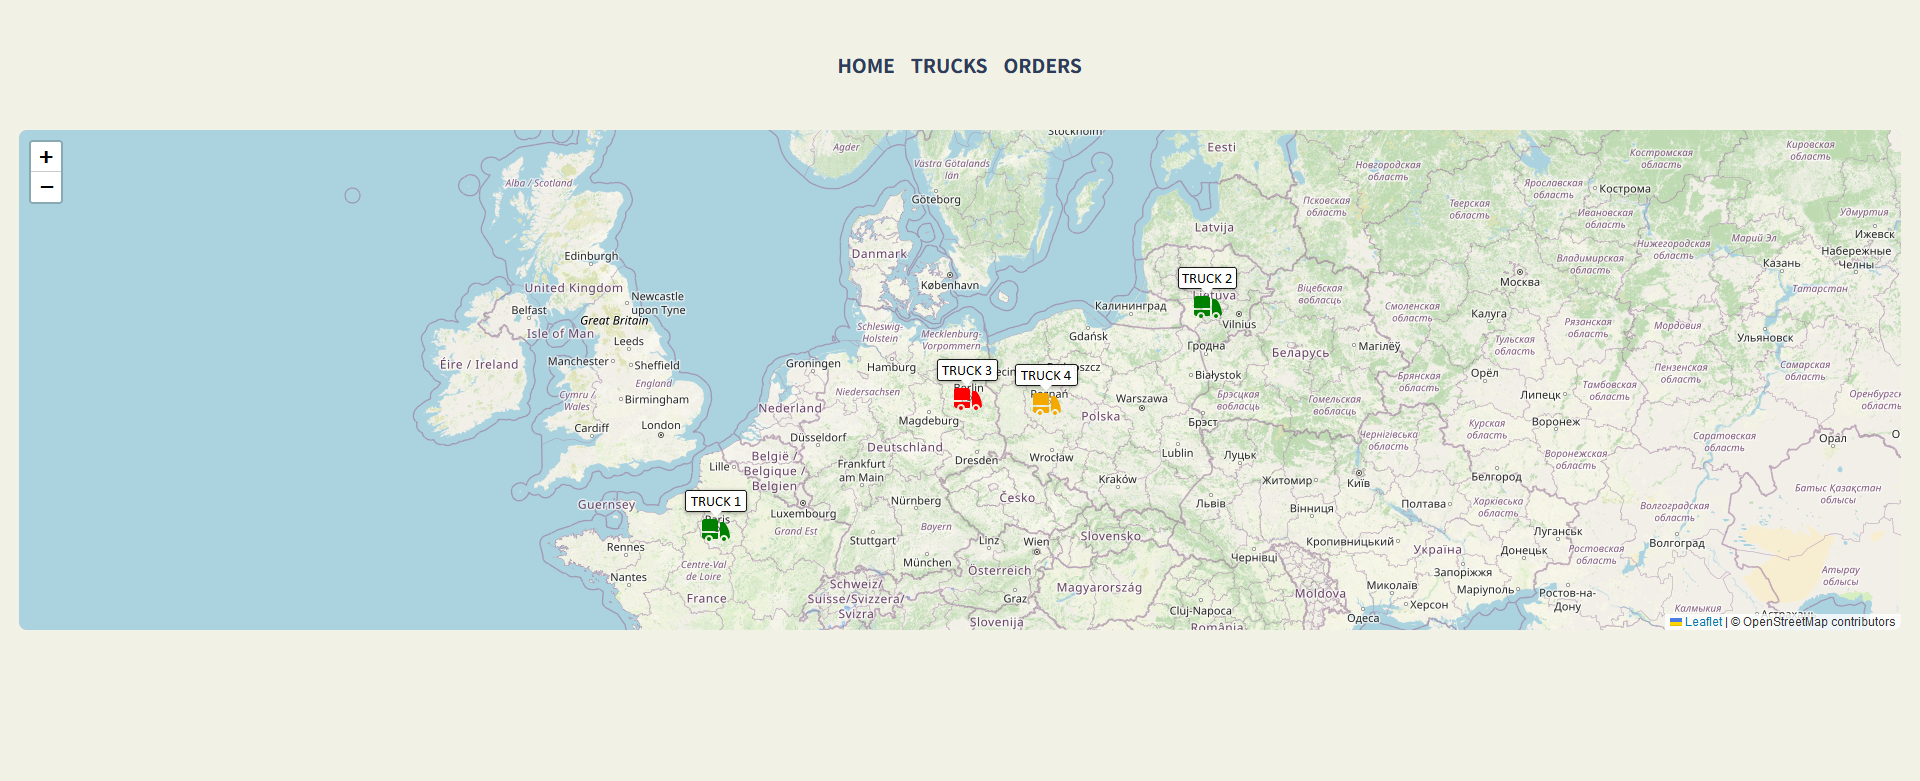 HOME TRUCKS ORDERS
+
−
Stockholm
Agder
Västra Götalands
län
Eesti
Новгородская
область
Костромская
область
Кировская
область
Alba / Scotland
Göteborg
Псковская
область
Тверская
область
Ярославская
область
Кострома
Ивановская
область
Удмуртия
Ижевск
Latvija
Нижегородская
область
Марий Эл
Набережные
Челны
Казань
Edinburgh
Danmark
Владимирская
область
Москва
United Kingdom
København
TRUCK 2
Lietuva
Віцебская
вобласць
Татарстан
Newcastle
upon Tyne
Belfast
Great Britain
Isle of Man
Калининград
Смоленская
область
Калуга
Рязанская
область
Мордовия
Ульяновск
Vilnius
Schleswig-
Holstein
Mecklenburg-
Vorpommern
Gdańsk
Leeds
Manchester
Sheffield
Éire / Ireland
Groningen
Hamburg
Гродна
Беларусь
Магілёў
Тульская
область
TRUCK 3
TRUCK 4
Berlin
Poznań
Białystok
Брянская
область
Орёл
Тамбовская
область
Пензенская
область
Самарская
область
England
Cymru /
Wales
Birmingham
Niedersachsen
Nederland
Magdeburg
Warszawa
Polska
Брэсцкая
вобласць
Гомельская
вобласць
Липецк
Cardiff
London
Брэст
Курская
область
Воронеж
Düsseldorf
Deutschland
Чернігівська
область
Саратовская
область
Орал
Lille
België /
Belgique /
Belgien
Frankfurt
am Main
Dresden
Wrocław
Lublin
Луцьк
Воронежская
область
Kraków
Житомир
Київ
Белгород
Батыс Қазақстан
облысы
TRUCK 1
Paris
Guernsey
Luxembourg
Nürnberg
Česko
Львів
Вінниця
Полтава
Харківська
область
Волгоградская
область
Grand Est
Bayern
Stuttgart
Linz
Wien
Slovensko
Rennes
Чернівці
Кропивницький
Україна
Луганськ
Донецьк
Ростовская
область
Волгоград
Nantes
Centre-Val
de Loire
München
Österreich
Запоріжжя
Атырау
облысы
France
Schweiz/
Suisse/Svizzera/
Svizra
Graz
Magyarország
Moldova
Миколаїв
Маріуполь
Ростов-на-
Дону
Cluj-Napoca
Херсон
Калмыкия
Астрахань
Slovenija
România
Одеса
Leaflet | © OpenStreetMap contributors